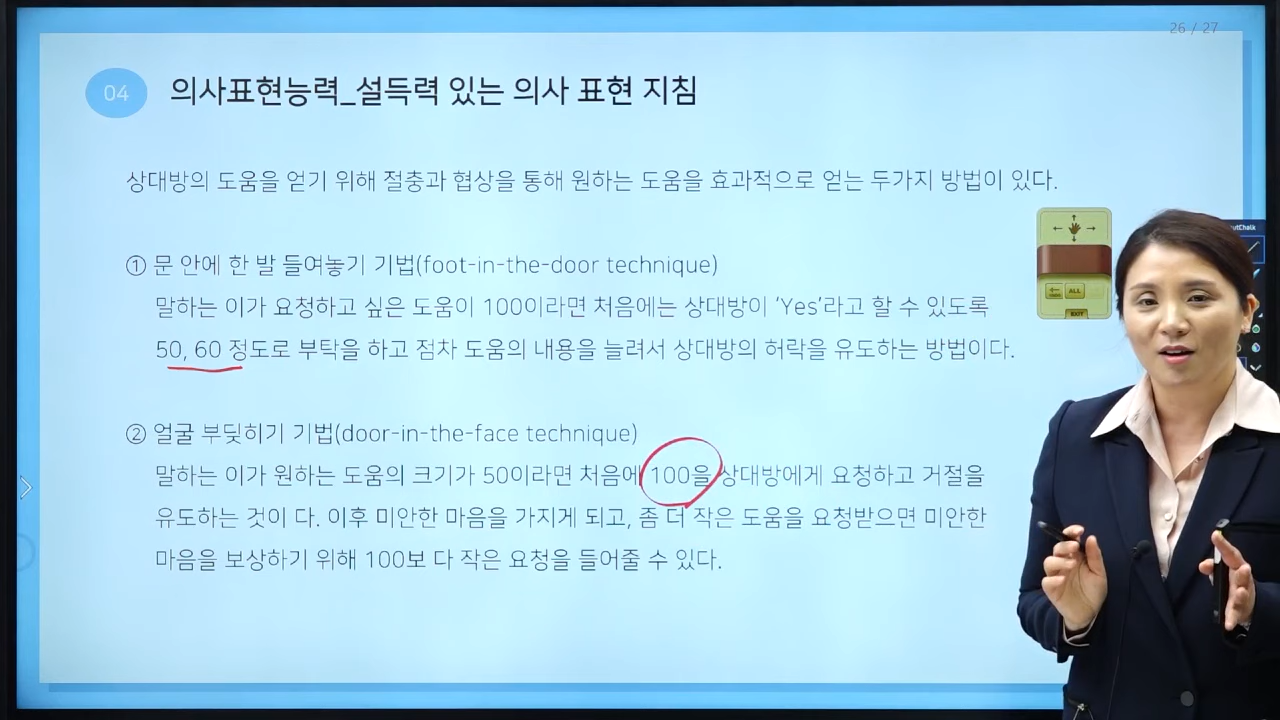 26 / 27
04 의사표현능력_설득력 있는 의사 표현 지침
상대방의 도움을 얻기 위해 절충과 협상을 통해 원하는 도움을 효과적으로 얻는 두가지 방법이 있다.
① 문 안에 한 발 들여놓기 기법(foot-in-the-door technique)
말하는 이가 요청하고 싶은 도움이 100이라면 처음에는 상대방이 ‘Yes’라고 할 수 있도록
50, 60 정도로 부탁을 하고 점차 도움의 내용을 늘려서 상대방의 허락을 유도하는 방법이다.
② 얼굴 부딪히기 기법(door-in-the-face technique)
말하는 이가 원하는 도움의 크기가 50이라면 처음에 100을 상대방에게 요청하고 거절을
유도하는 것이 다. 이후 미안한 마음을 가지게 되고, 좀 더 작은 도움을 요청받으면 미안한
마음을 보상하기 위해 100보 다 작은 요청을 들어줄 수 있다.
ALL
EXIT